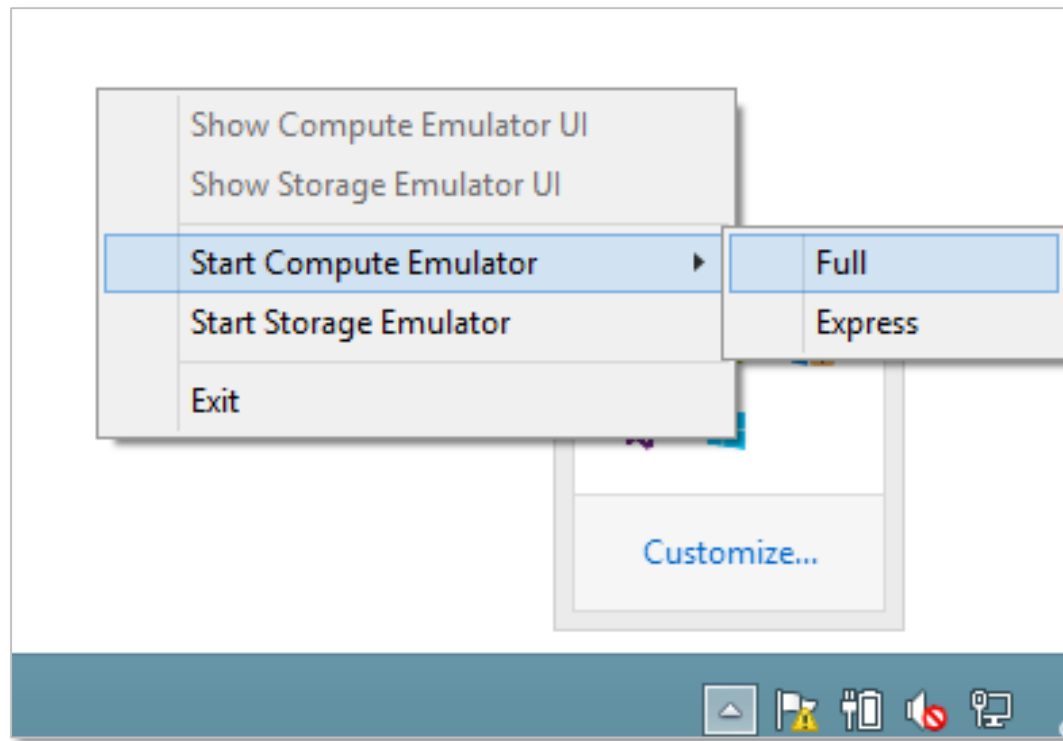 Show Compute Emulator UI
Show Storage Emulator UI
Start Compute Emulator
Full
Start Storage Emulator
Express
Exit
Customize...